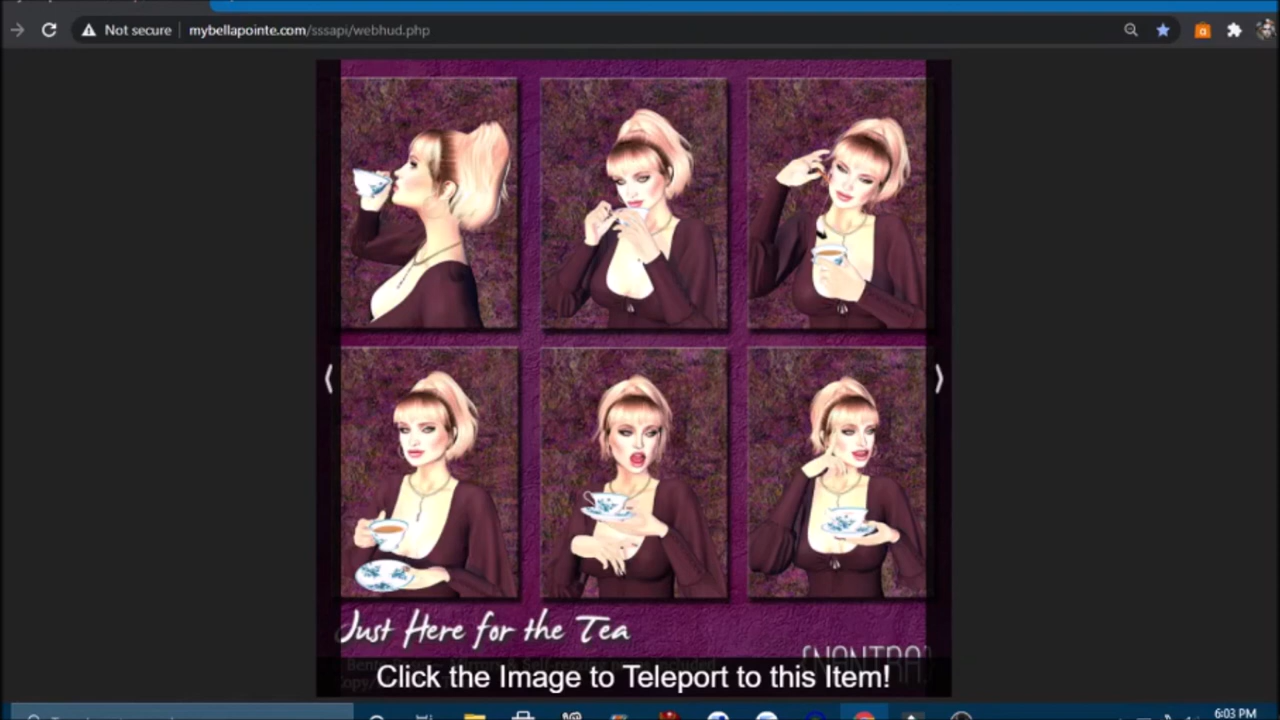 Not secure
mybellapointe.com/sssapi/webhud.php
Just Here for the Tea
{NANTRA}
Click the Image to Teleport to this Item!
6:03 PM